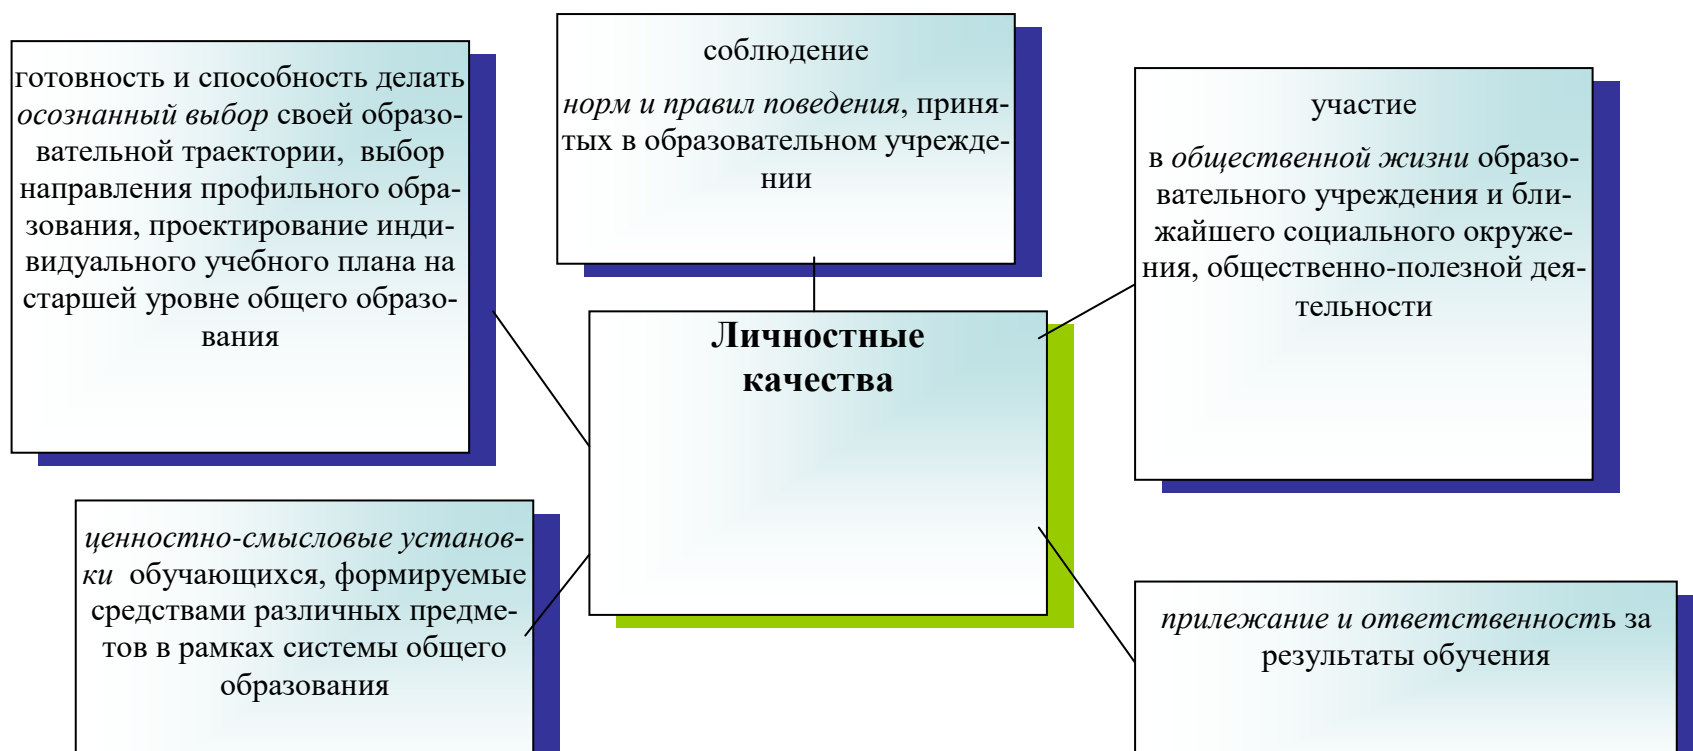 готовность и способность делать
осознанный выбор своей образо-
вательной траектории, выбор
направления профильного обра-
зования, проектирование инди-
видуального учебного плана на
старшей уровне общего образо-
вания
соблюдение
норм и правил поведения, приня-
тых в образовательном учрежде-
нии
участие
в общественной жизни образо-
вательного учреждения и бли-
жайшего социального окруже-
ния, общественно-полезной дея-
тельности
Личностные
качества
ценностно-смысловые установ-
ки обучающихся, формируемые
средствами различных предме-
тов в рамках системы общего
образования
прилежание и ответственность за
результаты обучения